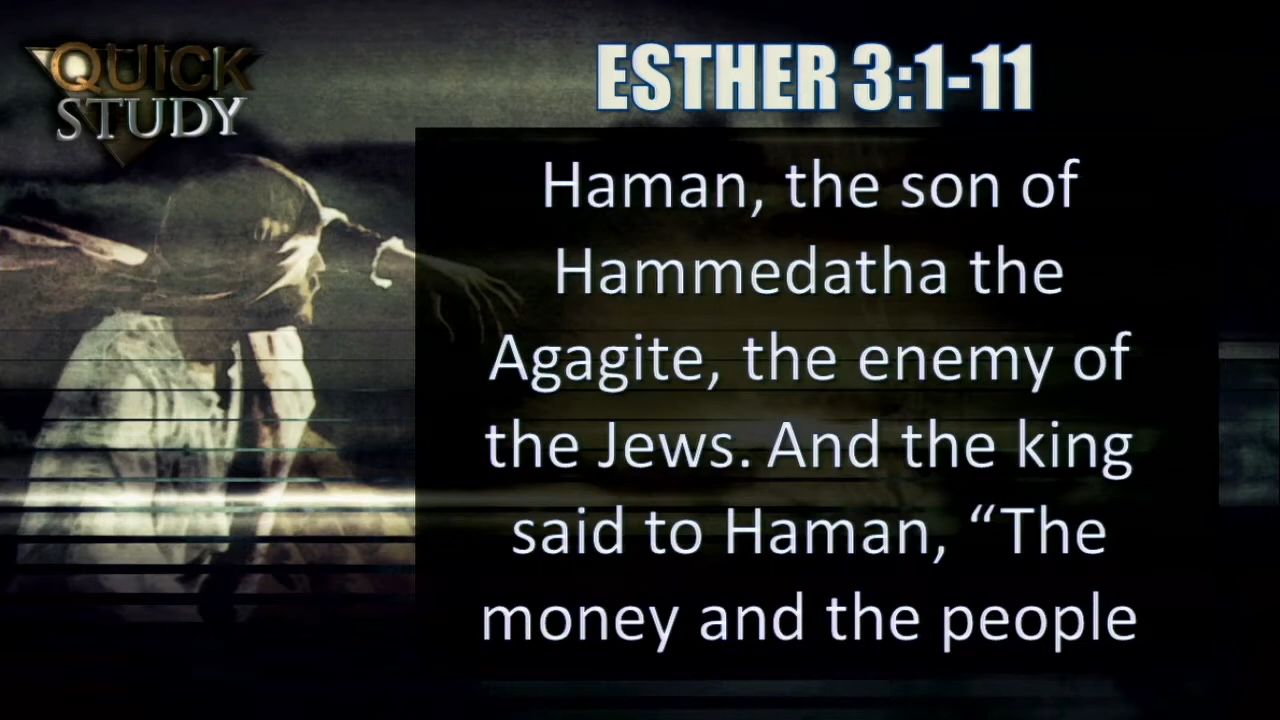 QUICK
STUDY
ESTHER 3:1-11
Haman, the son of
Hammedatha the
Agagite, the enemy of
the Jews. And the king
said to Haman, “The
money and the people